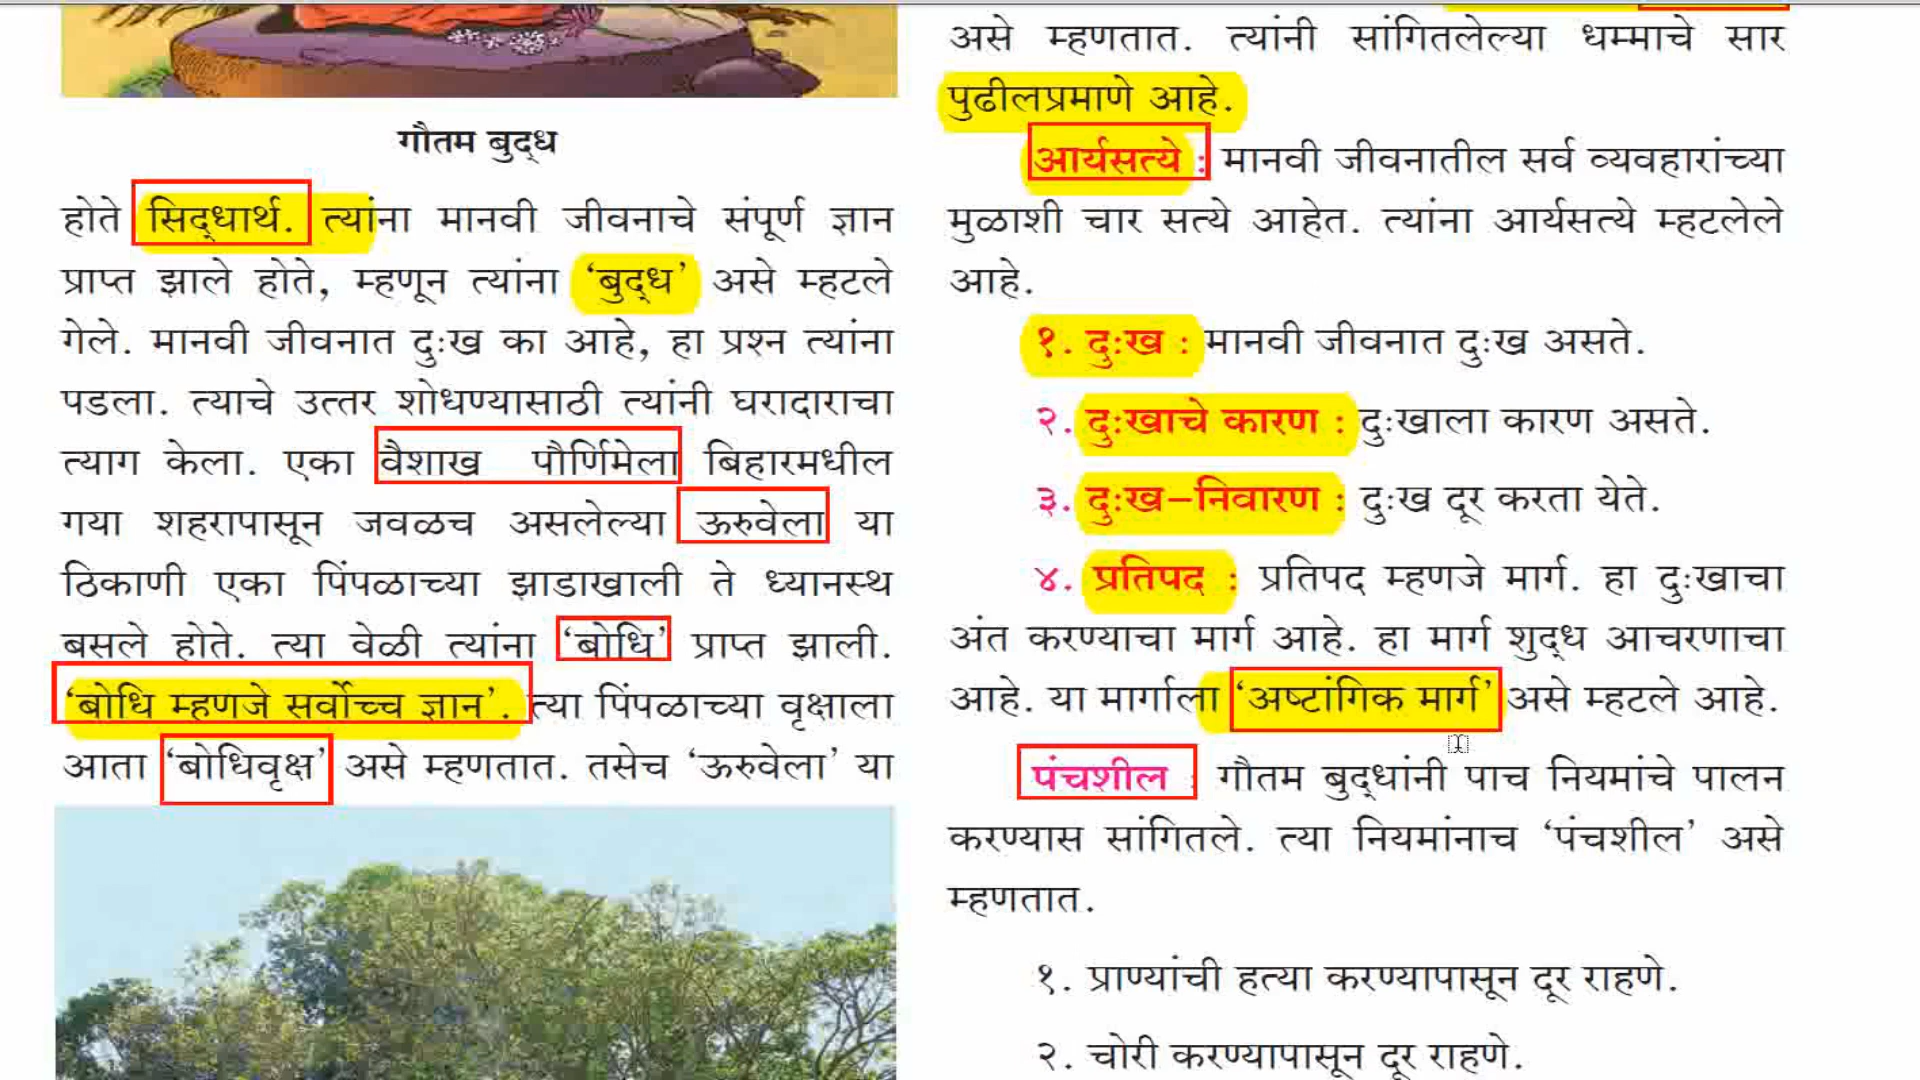 गौतम बुद्ध
होते सिद्धार्थ. त्यांना मानवी जीवनाचे संपूर्ण ज्ञान
प्राप्त झाले होते, म्हणून त्यांना ‘बुद्ध’ असे म्हटले
गेले. मानवी जीवनात दुःख का आहे, हा प्रश्न त्यांना
पडला. त्याचे उत्तर शोधण्यासाठी त्यांनी घरादाराचा
त्याग केला. एका वैशाख पौर्णिमेला बिहारमधील
गया शहरापासून जवळच असलेल्या ऊरुवेला या
ठिकाणी एका पिंपळाच्या झाडाखाली ते ध्यानस्थ
बसले होते. त्या वेळी त्यांना ‘बोधि’ प्राप्त झाली.
‘बोधि म्हणजे सर्वोच्च ज्ञान’. त्या पिंपळाच्या वृक्षाला
आता ‘बोधिवृक्ष’ असे म्हणतात. तसेच ‘ऊरुवेला’ या
असे म्हणतात. त्यांनी सांगितलेल्या धम्माचे सार
पुढीलप्रमाणे आहे.
आर्यसत्ये : मानवी जीवनातील सर्व व्यवहारांच्या
मुळाशी चार सत्ये आहेत. त्यांना आर्यसत्ये म्हटलेले
आहे.
१. दुःख : मानवी जीवनात दुःख असते.
२. दुःखाचे कारण : दुःखाला कारण असते.
३. दुःख-निवारण : दुःख दूर करता येते.
४. प्रतिपद : प्रतिपद म्हणजे मार्ग. हा दुःखाचा
अंत करण्याचा मार्ग आहे. हा मार्ग शुद्ध आचरणाचा
आहे. या मार्गाला ‘अष्टांगिक मार्ग’ असे म्हटले आहे.
पंचशील : गौतम बुद्धांनी पाच नियमांचे पालन
करण्यास सांगितले. त्या नियमांनाच ‘पंचशील’ असे
म्हणतात.
१. प्राण्यांची हत्या करण्यापासून दूर राहणे.
२. चोरी करण्यापासून दूर राहणे.